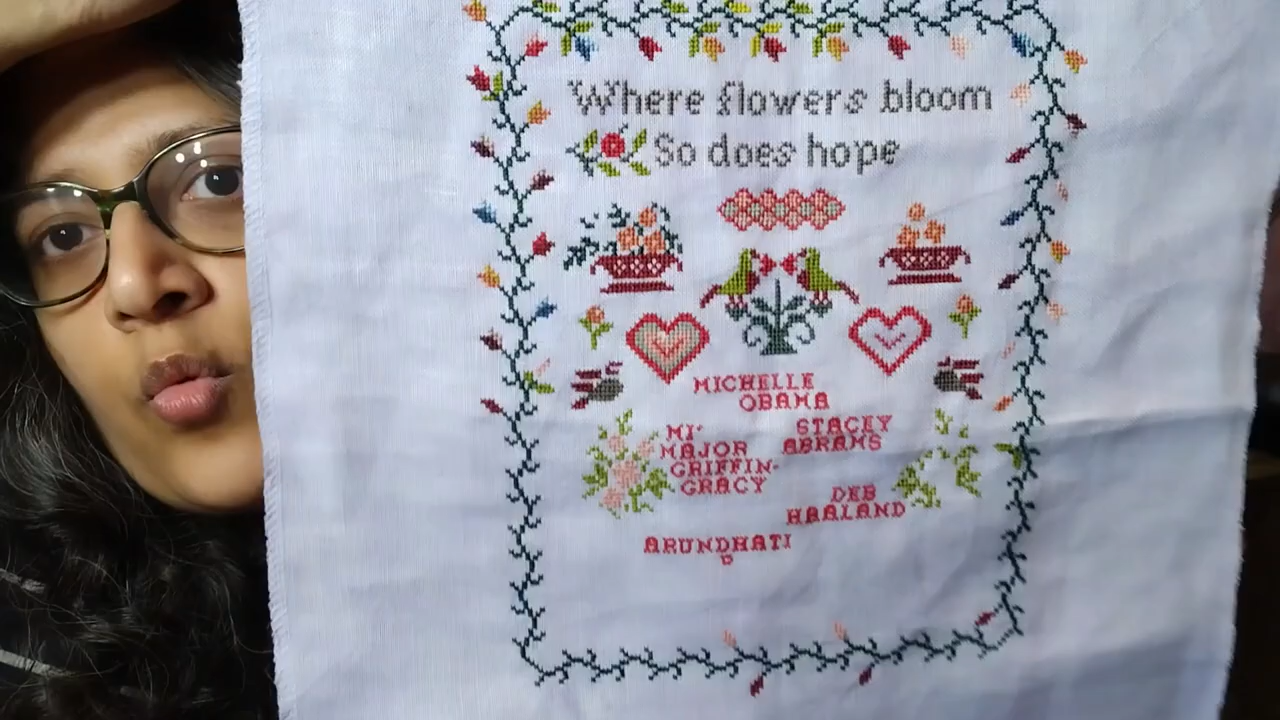 Where flowers bloom
So does hope
MICHELLE
OBAMA
MI'
MAJOR
GRIFFIN-
GRACY
STACEY
ABRAMS
DEB
HAALAND
ARUNDHATI